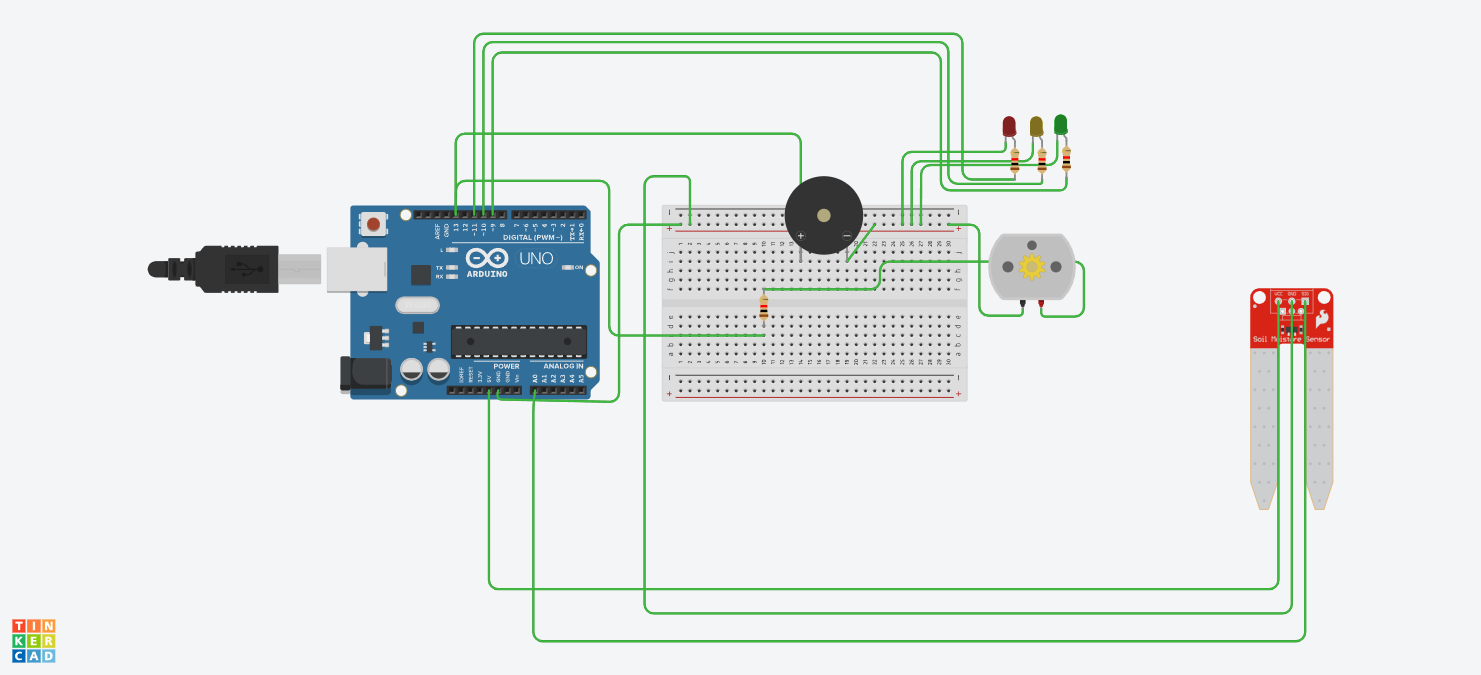 AREF
GND
13
12
~11
~10
~9
8
7
~6
~5
4
~3
2
TX→1
RX←0
DIGITAL (PWM ~)
L
TX
RX
ARDUINO
UNO
ON
POWER
ANALOG IN
IOREF
RESET
3.3V
5V
GND
GND
Vin
A0
A1
A2
A3
A4
A5
VCC
GND
SIG
Soil Moisture Sensor
TIN
KER
CAD